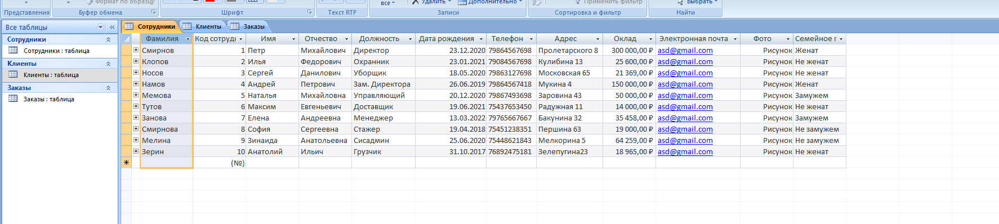 Формат по образцу
все
Удалить
Дополнительно
Применить фильтр
Выбрать
Представления
Буфер обмена
Шрифт
Текст RTF
Записи
Сортировка и фильтр
Найти
Все таблицы
Сотрудники
Сотрудники : таблица
Клиенты
Клиенты : таблица
Заказы
Заказы : таблица
Сотрудники Клиенты Заказы
Фамилия Код сотрудн Имя Отчество Должность Дата рождения Телефон Адрес Оклад Электронная почта Фото Семейное п
Смирнов 1 Петр Михайлович Директор 23.12.2020 79864567698 Пролетарского 8 300 000,00 ₽ asd@gmail.com Рисунок Женат
Клопов 2 Илья Федорович Охранник 23.01.2021 79084567698 Кулибина 13 25 600,00 ₽ asd@gmail.com Рисунок Не женат
Носов 3 Сергей Данилович Уборщик 18.05.2020 79863127698 Московская 65 21 369,00 ₽ asd@gmail.com Рисунок Не женат
Намов 4 Андрей Петрович Зам. Директора 26.06.2019 79864567418 Мукина 4 150 000,00 ₽ asd@gmail.com Рисунок Женат
Мемова 5 Наталья Михайловна Управляющий 20.12.2020 79867493698 Заровина 43 50 000,00 ₽ asd@gmail.com Рисунок Замужем
Тутов 6 Максим Евгеньевич Доставщик 19.06.2021 75437653450 Радужная 11 14 000,00 ₽ asd@gmail.com Рисунок Не женат
Занова 7 Елена Андреевна Менеджер 13.03.2022 79765667667 Бакунина 32 35 458,00 ₽ asd@gmail.com Рисунок Замужем
Смирнова 8 София Сергеевна Стажер 19.04.2018 75451238351 Першина 63 19 000,00 ₽ asd@gmail.com Рисунок Не замужем
Мелина 9 Зинаида Анатольевна Сисадмин 25.06.2020 75448621843 Мелкорина 5 64 259,00 ₽ asd@gmail.com Рисунок Не замужем
Зерин 10 Анатолий Ильич Грузчик 31.10.2017 76892475181 Зелепугина23 18 965,00 ₽ asd@gmail.com Рисунок Не женат
(№)